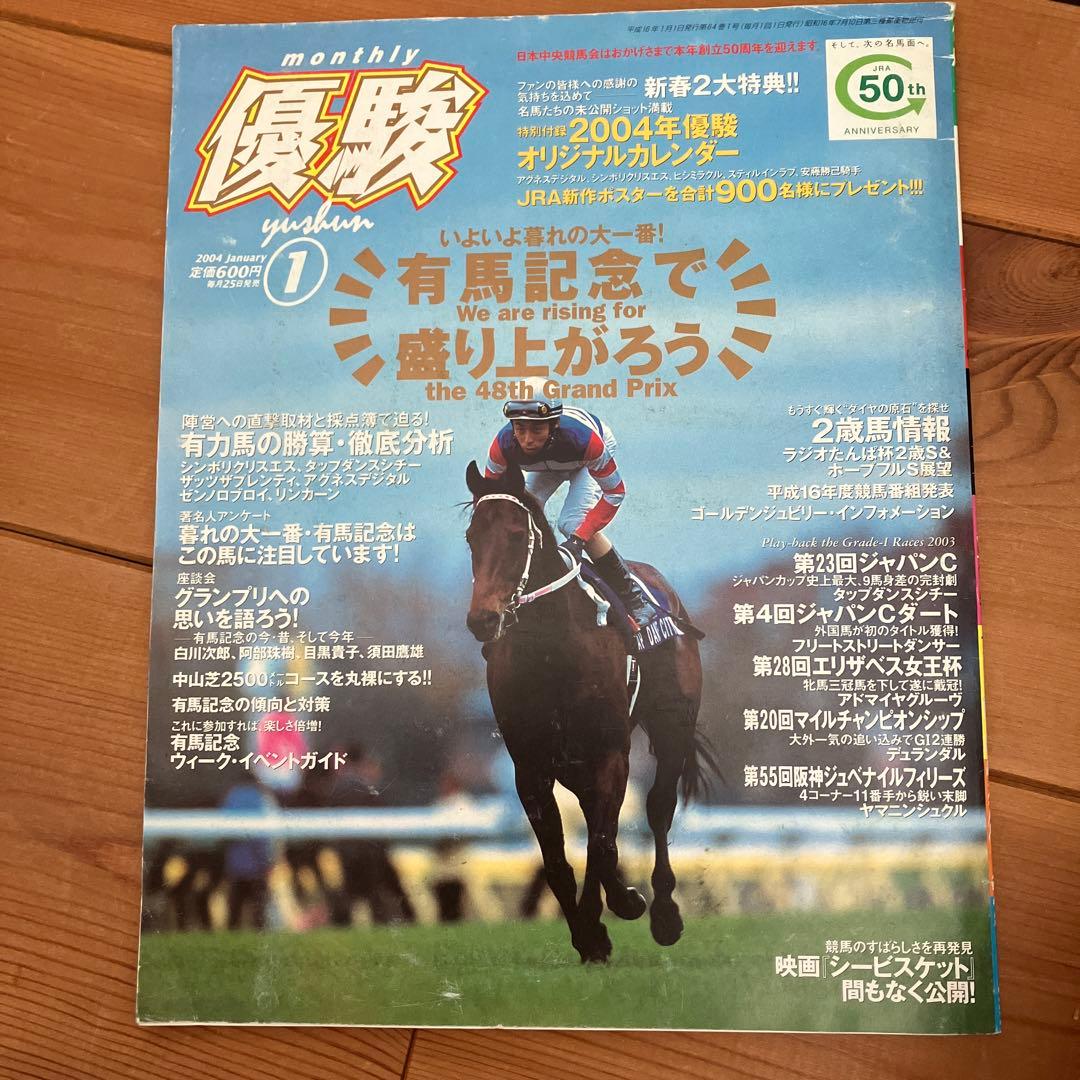 平成16年1月1日発行第64巻1号(毎月1回1日発行)昭和16年7月10日第三種郵便物認可
monthly
優駿
yushun
2004 january
定価600円
毎月25日発売
1
日本中央競馬会はおかげさまで本年創立50周年を迎えます。
そして、次の名馬面へ。
JRA
50th
ANNIVERSARY
ファンの皆様への感謝の
気持ちを込めて
新春2大特典!!
名馬たちの未公開ショット満載
特別付録 2004年優駿
オリジナルカレンダー
アグネスデジタル、シンボリクリスエス、ヒシミラクル、スティルインラブ、安藤勝己騎手
JRA新作ポスターを合計900名様にプレゼント!!!
いよいよ暮れの大一番!
有馬記念で
We are rising for
盛り上がろう
the 48th Grand Prix
陣営への直撃取材と採点簿で迫る!
有力馬の勝算・徹底分析
シンボリクリスエス、タップダンスシチー
ザッツザプレンティ、アグネスデジタル
ゼンノロブロイ、リンカーン
著名人アンケート
暮れの大一番・有馬記念は
この馬に注目しています!
座談会
グランプリへの
思いを語ろう!
―有馬記念の今・昔、そして今年―
白川次郎、阿部珠樹、目黒貴子、須田鷹雄
中山芝2500メートルコースを丸裸にする!!
有馬記念の傾向と対策
これに参加すれば、楽しさ倍増!
有馬記念
ウィーク・イベントガイド
もうすぐ輝く“ダイヤの原石”を探せ
2歳馬情報
ラジオたんぱ杯2歳S&
ホープフルS展望
平成16年度競馬番組発表
ゴールデンジュビリー・インフォメーション
Play-back the Grade-I Races 2003
第23回ジャパンC
ジャパンカップ史上最大、9馬身差の完封劇
タップダンスシチー
第4回ジャパンCダート
外国馬が初のタイトル獲得!
フリートストリートダンサー
第28回エリザベス女王杯
牝馬三冠馬を下して遂に戴冠!
アドマイヤグルーヴ
第20回マイルチャンピオンシップ
大外一気の追い込みでGI2連勝
デュランダル
第55回阪神ジュベナイルフィリーズ
4コーナー11番手から鋭い末脚
ヤマニンシュクル
競馬のすばらしさを再発見
映画『シービスケット』
間もなく公開!